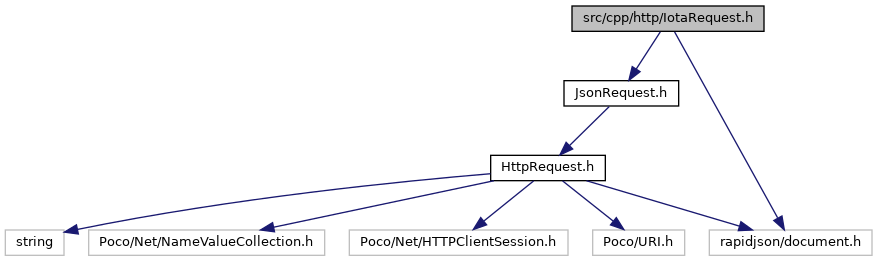 src/cpp/http/IotaRequest.h
JsonRequest.h
HttpRequest.h
string
Poco/Net/NameValueCollection.h
Poco/Net/HTTPClientSession.h
Poco/URI.h
rapidjson/document.h